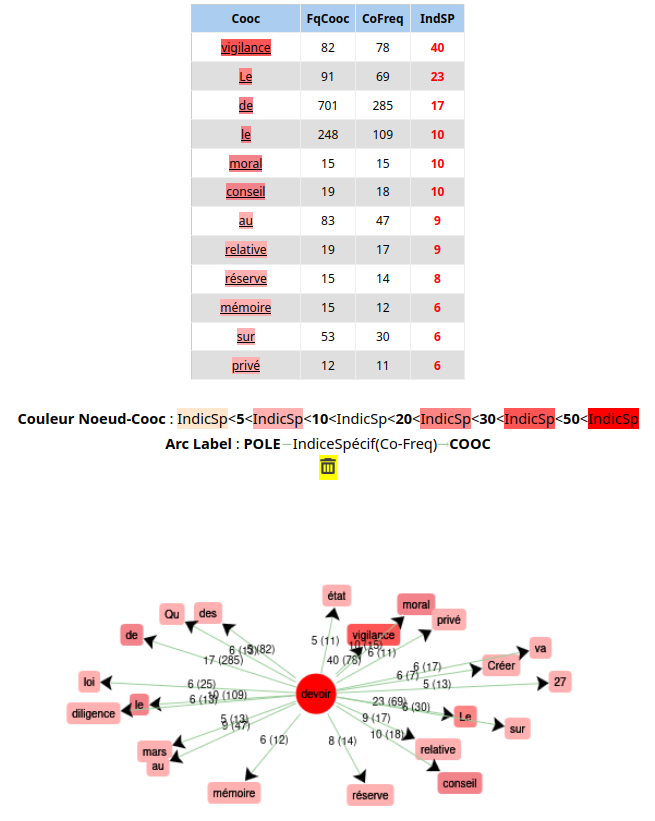 Cooc FqCooc CoFreq IndSP
vigilance 82 78 40
Le 91 69 23
de 701 285 17
le 248 109 10
moral 15 15 10
conseil 19 18 10
au 83 47 9
relative 19 17 9
réserve 15 14 8
mémoire 15 12 6
sur 53 30 6
privé 12 11 6
Couleur Noeud-Cooc : IndicSp<5<IndicSp<10<IndicSp<20<IndicSp<30<IndicSp<50<IndicSp
Arc Label : POLE—IndiceSpécif(Co-Freq)→COOC
état
moral
Qu des
privé
de
vigilance
5 (11)
6 (11)
17 (285)
40 (78)
va
6 (17)
Créer
6 (7)
loi
6 (25)
devoir
5 (13)
27
le
10 (109)
6 (13)
diligence
23 (69)
6 (30)
Le
5 (13)
9 (47)
9 (17)
sur
10 (18)
mars
6 (12)
8 (14)
relative
au
conseil
mémoire
réserve